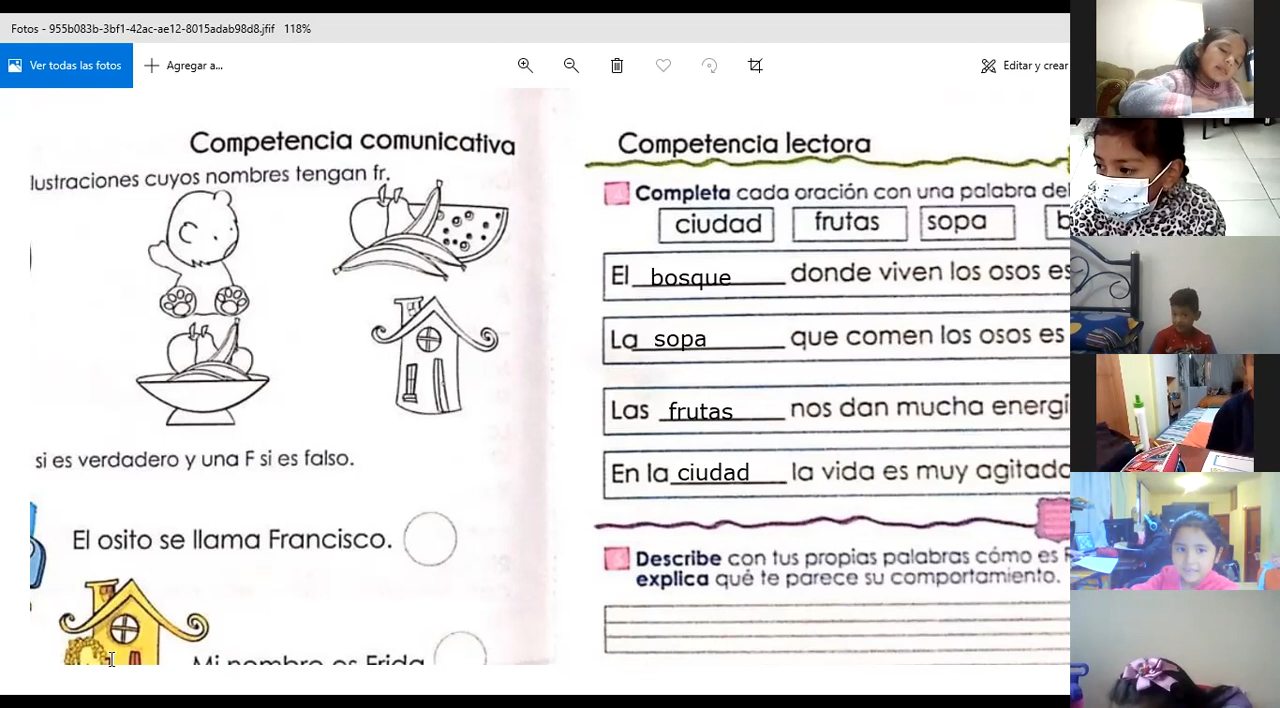 Fotos - 955b083b-3bf1-42ac-ae12-8015adab98d8.jfif 118%
Ver todas las fotos
Agregar a...
Editar y crear
Competencia comunicativa
lustraciones cuyos nombres tengan fr.
si es verdadero y una F si es falso.
El osito se llama Francisco.
Mi nombre es Frida
Competencia lectora
Completa cada oración con una palabra del
ciudad frutas sopa b
El bosque donde viven los osos es
La sopa que comen los osos es
Las frutas nos dan mucha energí
En la ciudad la vida es muy agitada
Describe con tus propias palabras cómo es F
explica qué te parece su comportamiento.